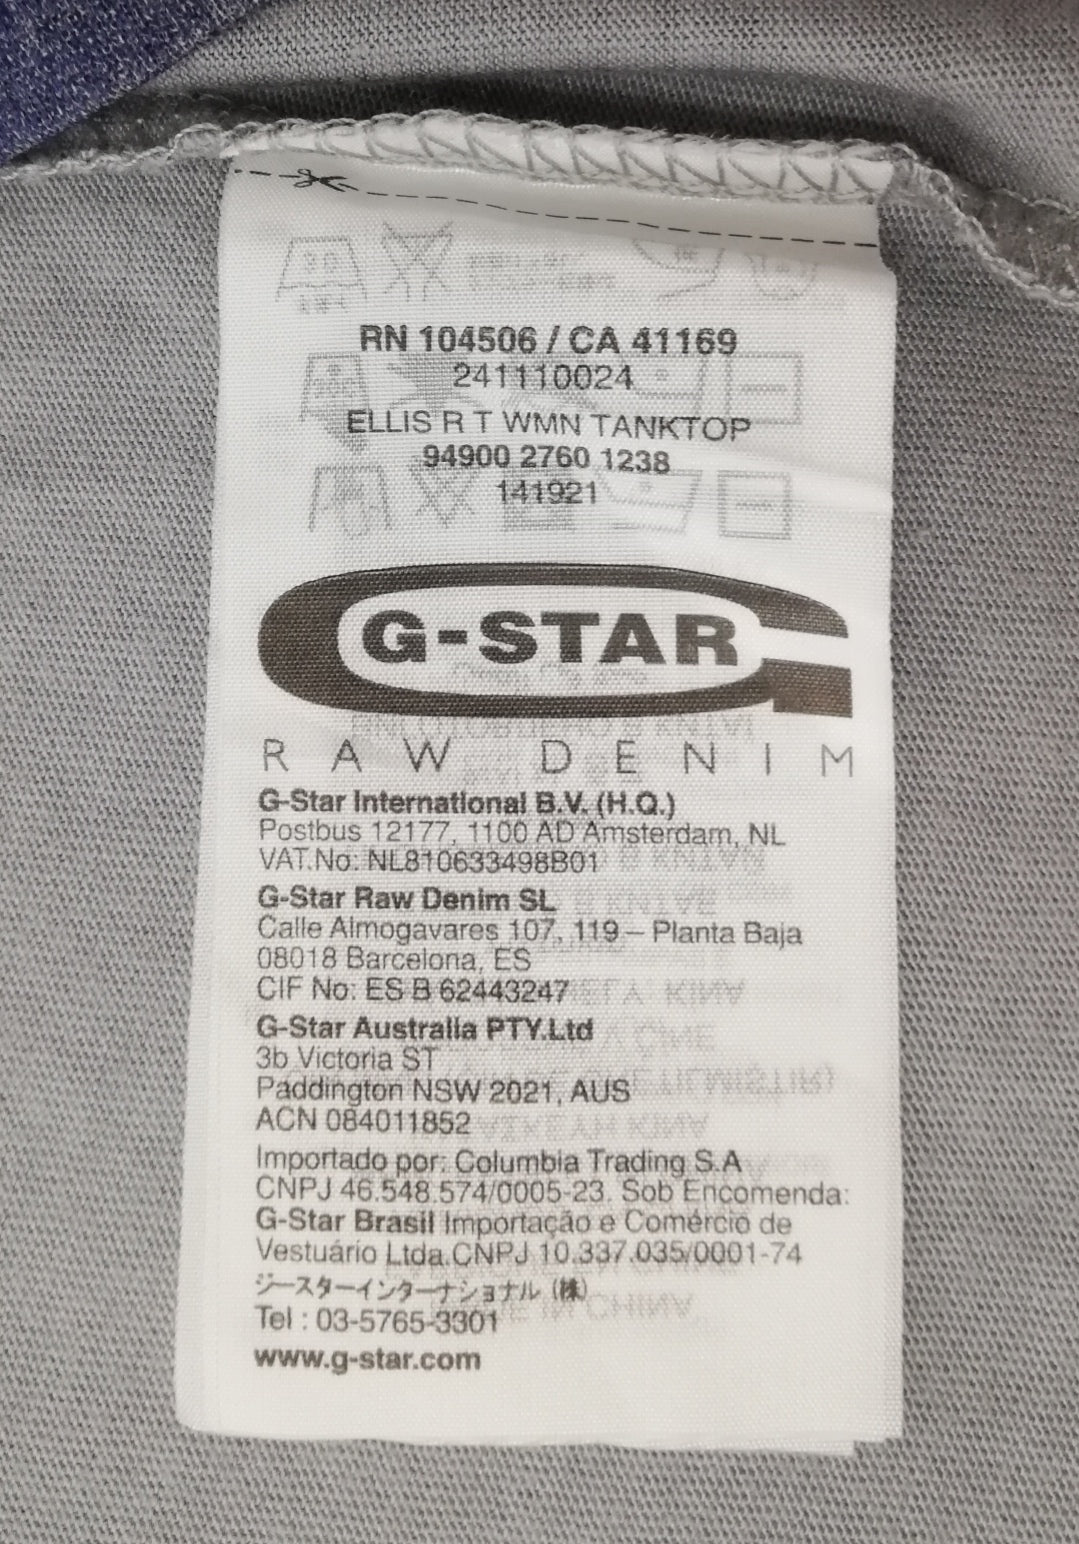 RN 104506 / CA 41169
241110024
ELLIS R T WMN TANKTOP
94900 2760 1238
141921
G-STAR
RAW DENIM
G-Star International B.V. (H.Q.)
Postbus 12177, 1100 AD Amsterdam, NL
VAT.No: NL810633498B01
G-Star Raw Denim SL
Calle Almogavares 107, 119 – Planta Baja
08018 Barcelona, ES
CIF No: ES B 62443247
G-Star Australia PTY.Ltd
3b Victoria ST
Paddington NSW 2021, AUS
ACN 084011852
Importado por: Columbia Trading S.A
CNPJ 46.548.574/0005-23. Sob Encomenda:
G-Star Brasil Importação e Comércio de
Vestuário Ltda.CNPJ 10.337.035/0001-74
ジースターインターナショナル (株)
Tel : 03-5765-3301
www.g-star.com